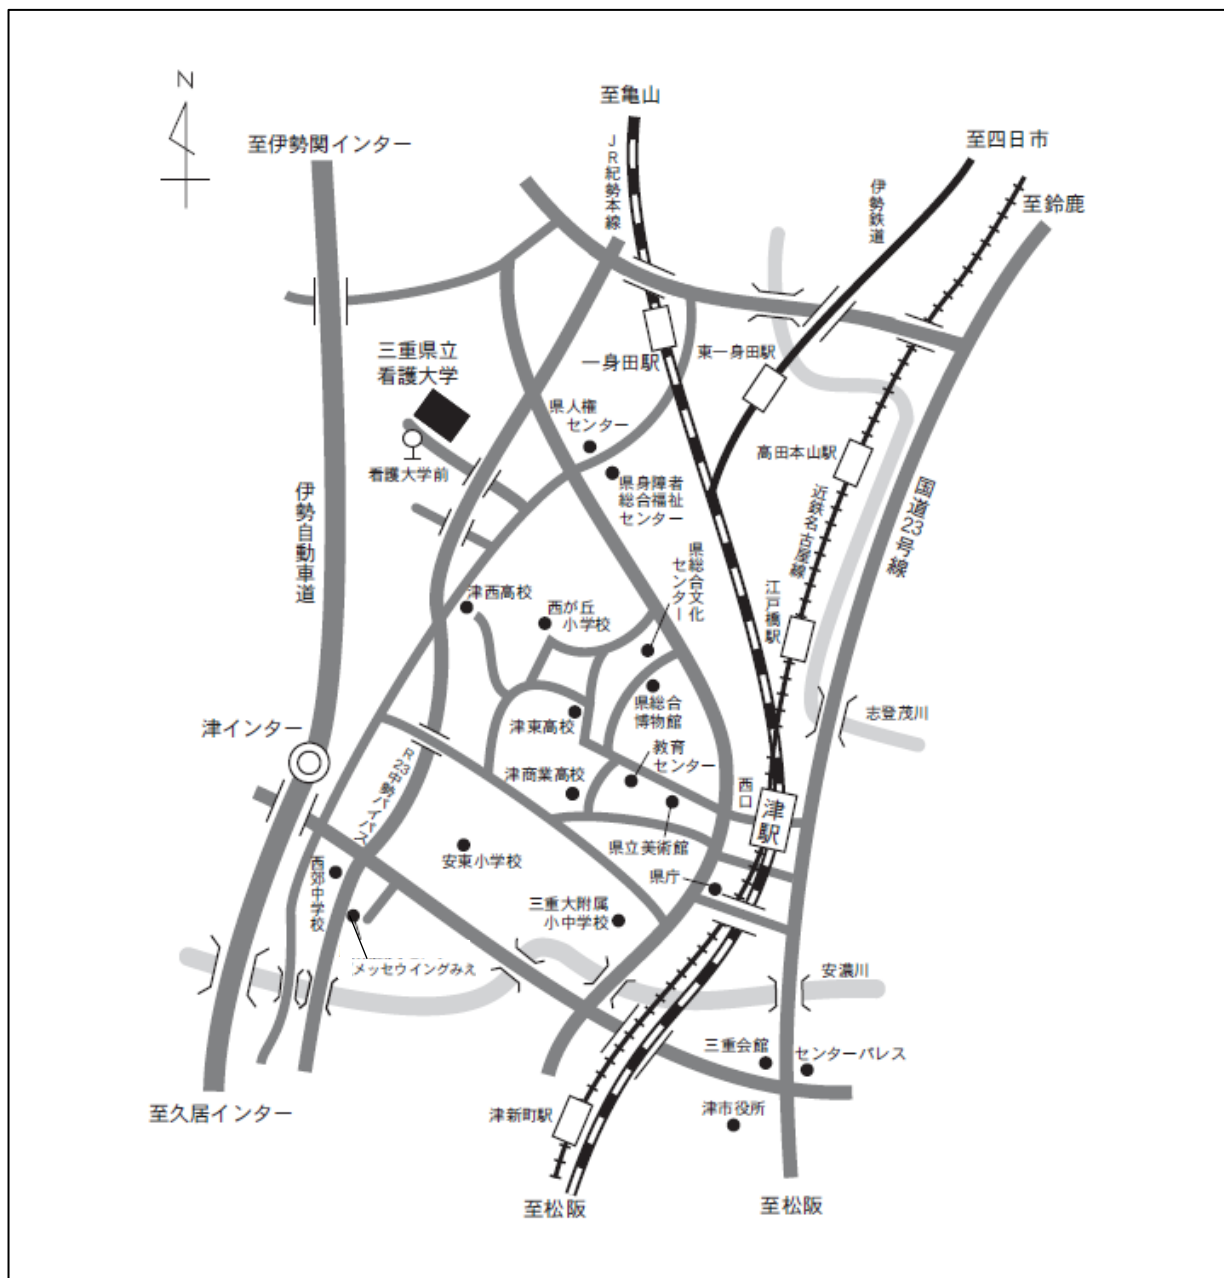 N
至亀山
至伊勢関インター
JR紀勢本線
至四日市
伊勢鉄道
至鈴鹿
三重県立
看護大学
一身田駅
東一身田駅
県人権
センター
看護大学前
高田本山駅
県身障者
総合福祉
センター
伊勢自動車道
近鉄名古屋線
国道23号線
県総合文化
センター
津西高校
西が丘
小学校
江戸橋駅
県総合
博物館
津東高校
志登茂川
津インター
教育
センター
R23中勢バイパス
津商業高校
西口
津駅
県立美術館
安東小学校
西郊中学校
県庁
三重大附属
小中学校
メッセウイングみえ
安濃川
三重会館
センターパレス
至久居インター
津新町駅
津市役所
至松阪
至松阪